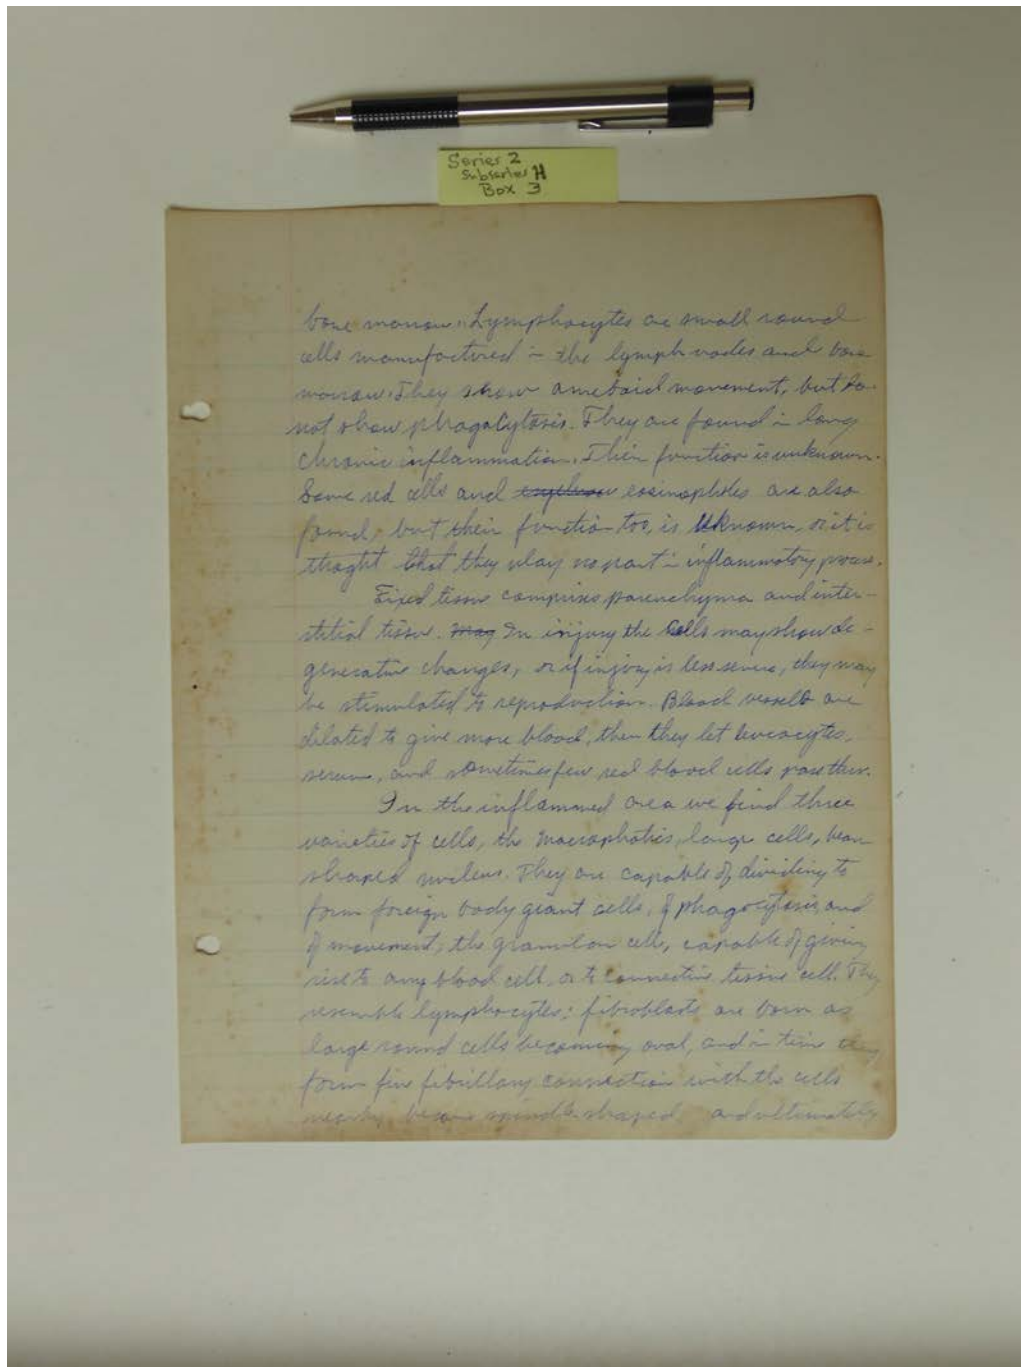 Series 2
Subseries H
Box 3
bone marrow. Lymphocytes are small round
cells manufactured in the lymph nodes and bone
marrow. They show ameboid movement, but do
not show phagocytosis. They are found in long
chronic inflammation. Their function is unknown.
Some red cells and eosinophiles are also
found, but their function too, is uknown, or it is
thoght that they play no part in inflammatory process.
Fixed tissue comprises parenchyma and inter-
stitial tissue. May In injury the cells may show de-
generative changes, or if injury is less severe, they may
be stimulated to reproduction. Blood vessels are
dilated to give more blood, then they let leucocytes,
serum, and sometimes few red blood cells pass thru.
In the inflammed area we find three
varieties of cells, the macrophates, large cells, bean
shaped nucleus. They are capable of dividing to
form foreign body giant cells, of phagocytosis and
of movement; the cell, capable of giving
rise to any blood cell or to connective tissue cell. They
resemble lymphocytes; fibroblasts are born as
large round cells becoming oval, and in time they
form fine fibrillary connection with the cells
nearby become spindle shaped and ultimately